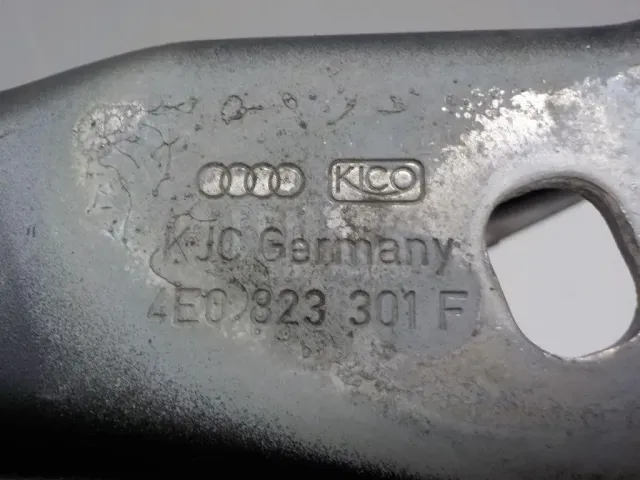 KICO
KJC Germany
4E0 823 301 F